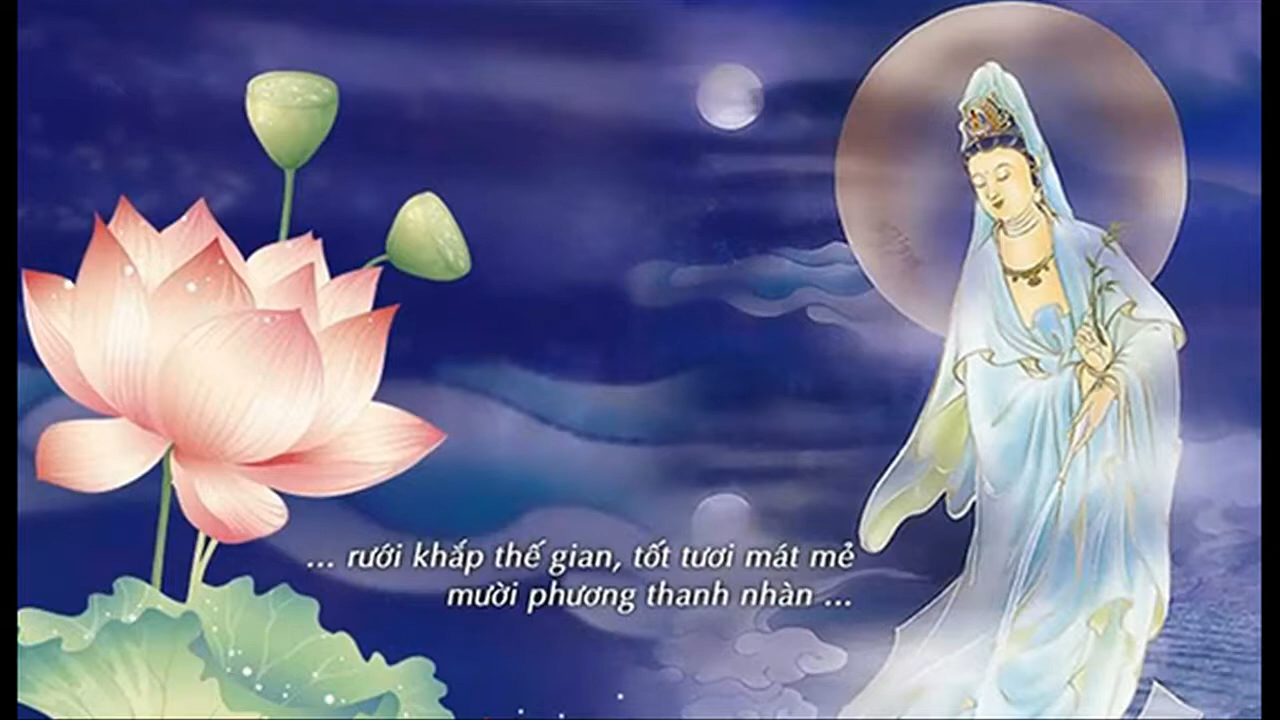 ... rưới khắp thế gian, tốt tươi mát mẻ
mười phương thanh nhàn ...